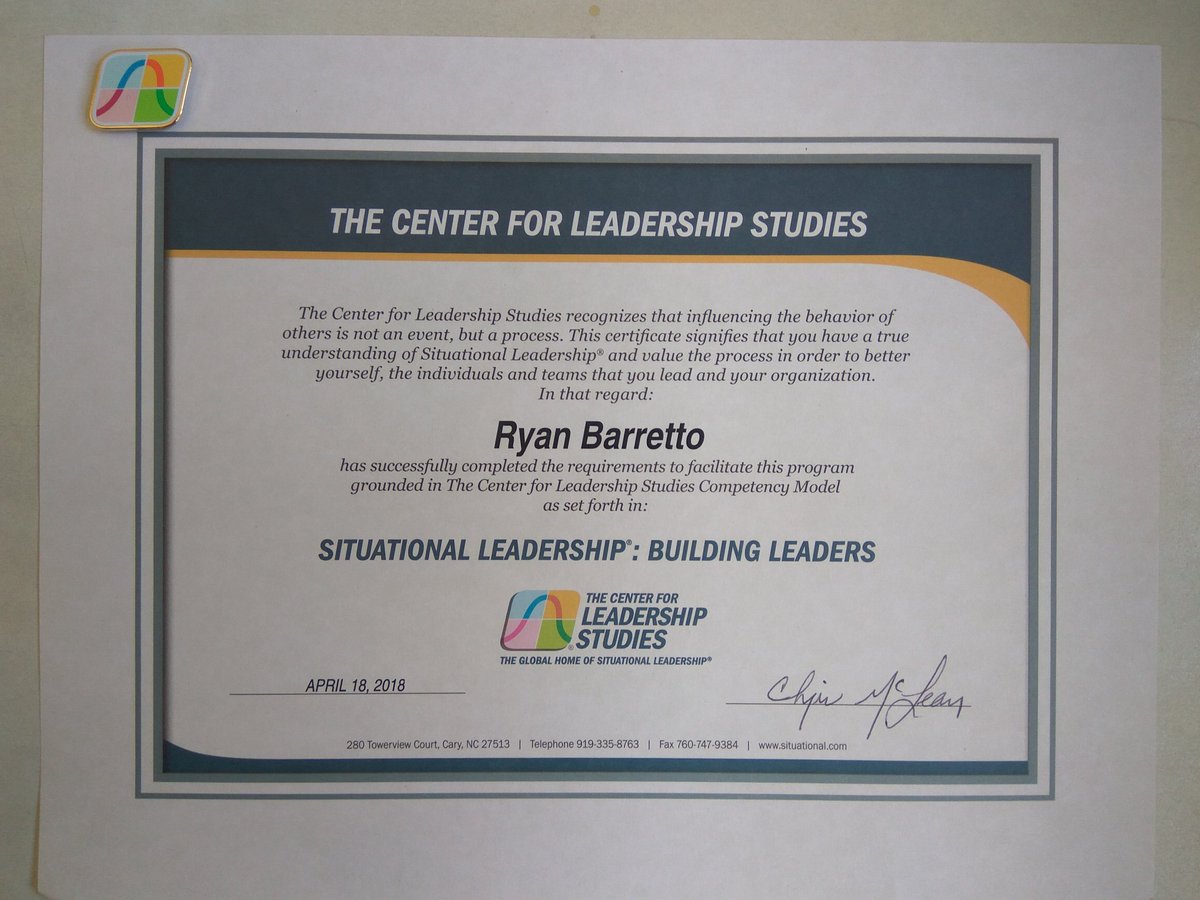 THE CENTER FOR LEADERSHIP STUDIES
The Center for Leadership Studies recognizes that influencing the behavior of
others is not an event, but a process. This certificate signifies that you have a true
understanding of Situational Leadership® and value the process in order to better
yourself, the individuals and teams that you lead and your organization.
In that regard:
Ryan Barretto
has successfully completed the requirements to facilitate this program
grounded in The Center for Leadership Studies Competency Model
as set forth in:
SITUATIONAL LEADERSHIP®: BUILDING LEADERS
THE CENTER FOR
LEADERSHIP
STUDIES
®
THE GLOBAL HOME OF SITUATIONAL LEADERSHIP®
APRIL 18, 2018
McLean
280 Towerview Court, Cary, NC 27513 | Telephone 919-335-8763 | Fax 760-747-9384 | www.situational.com